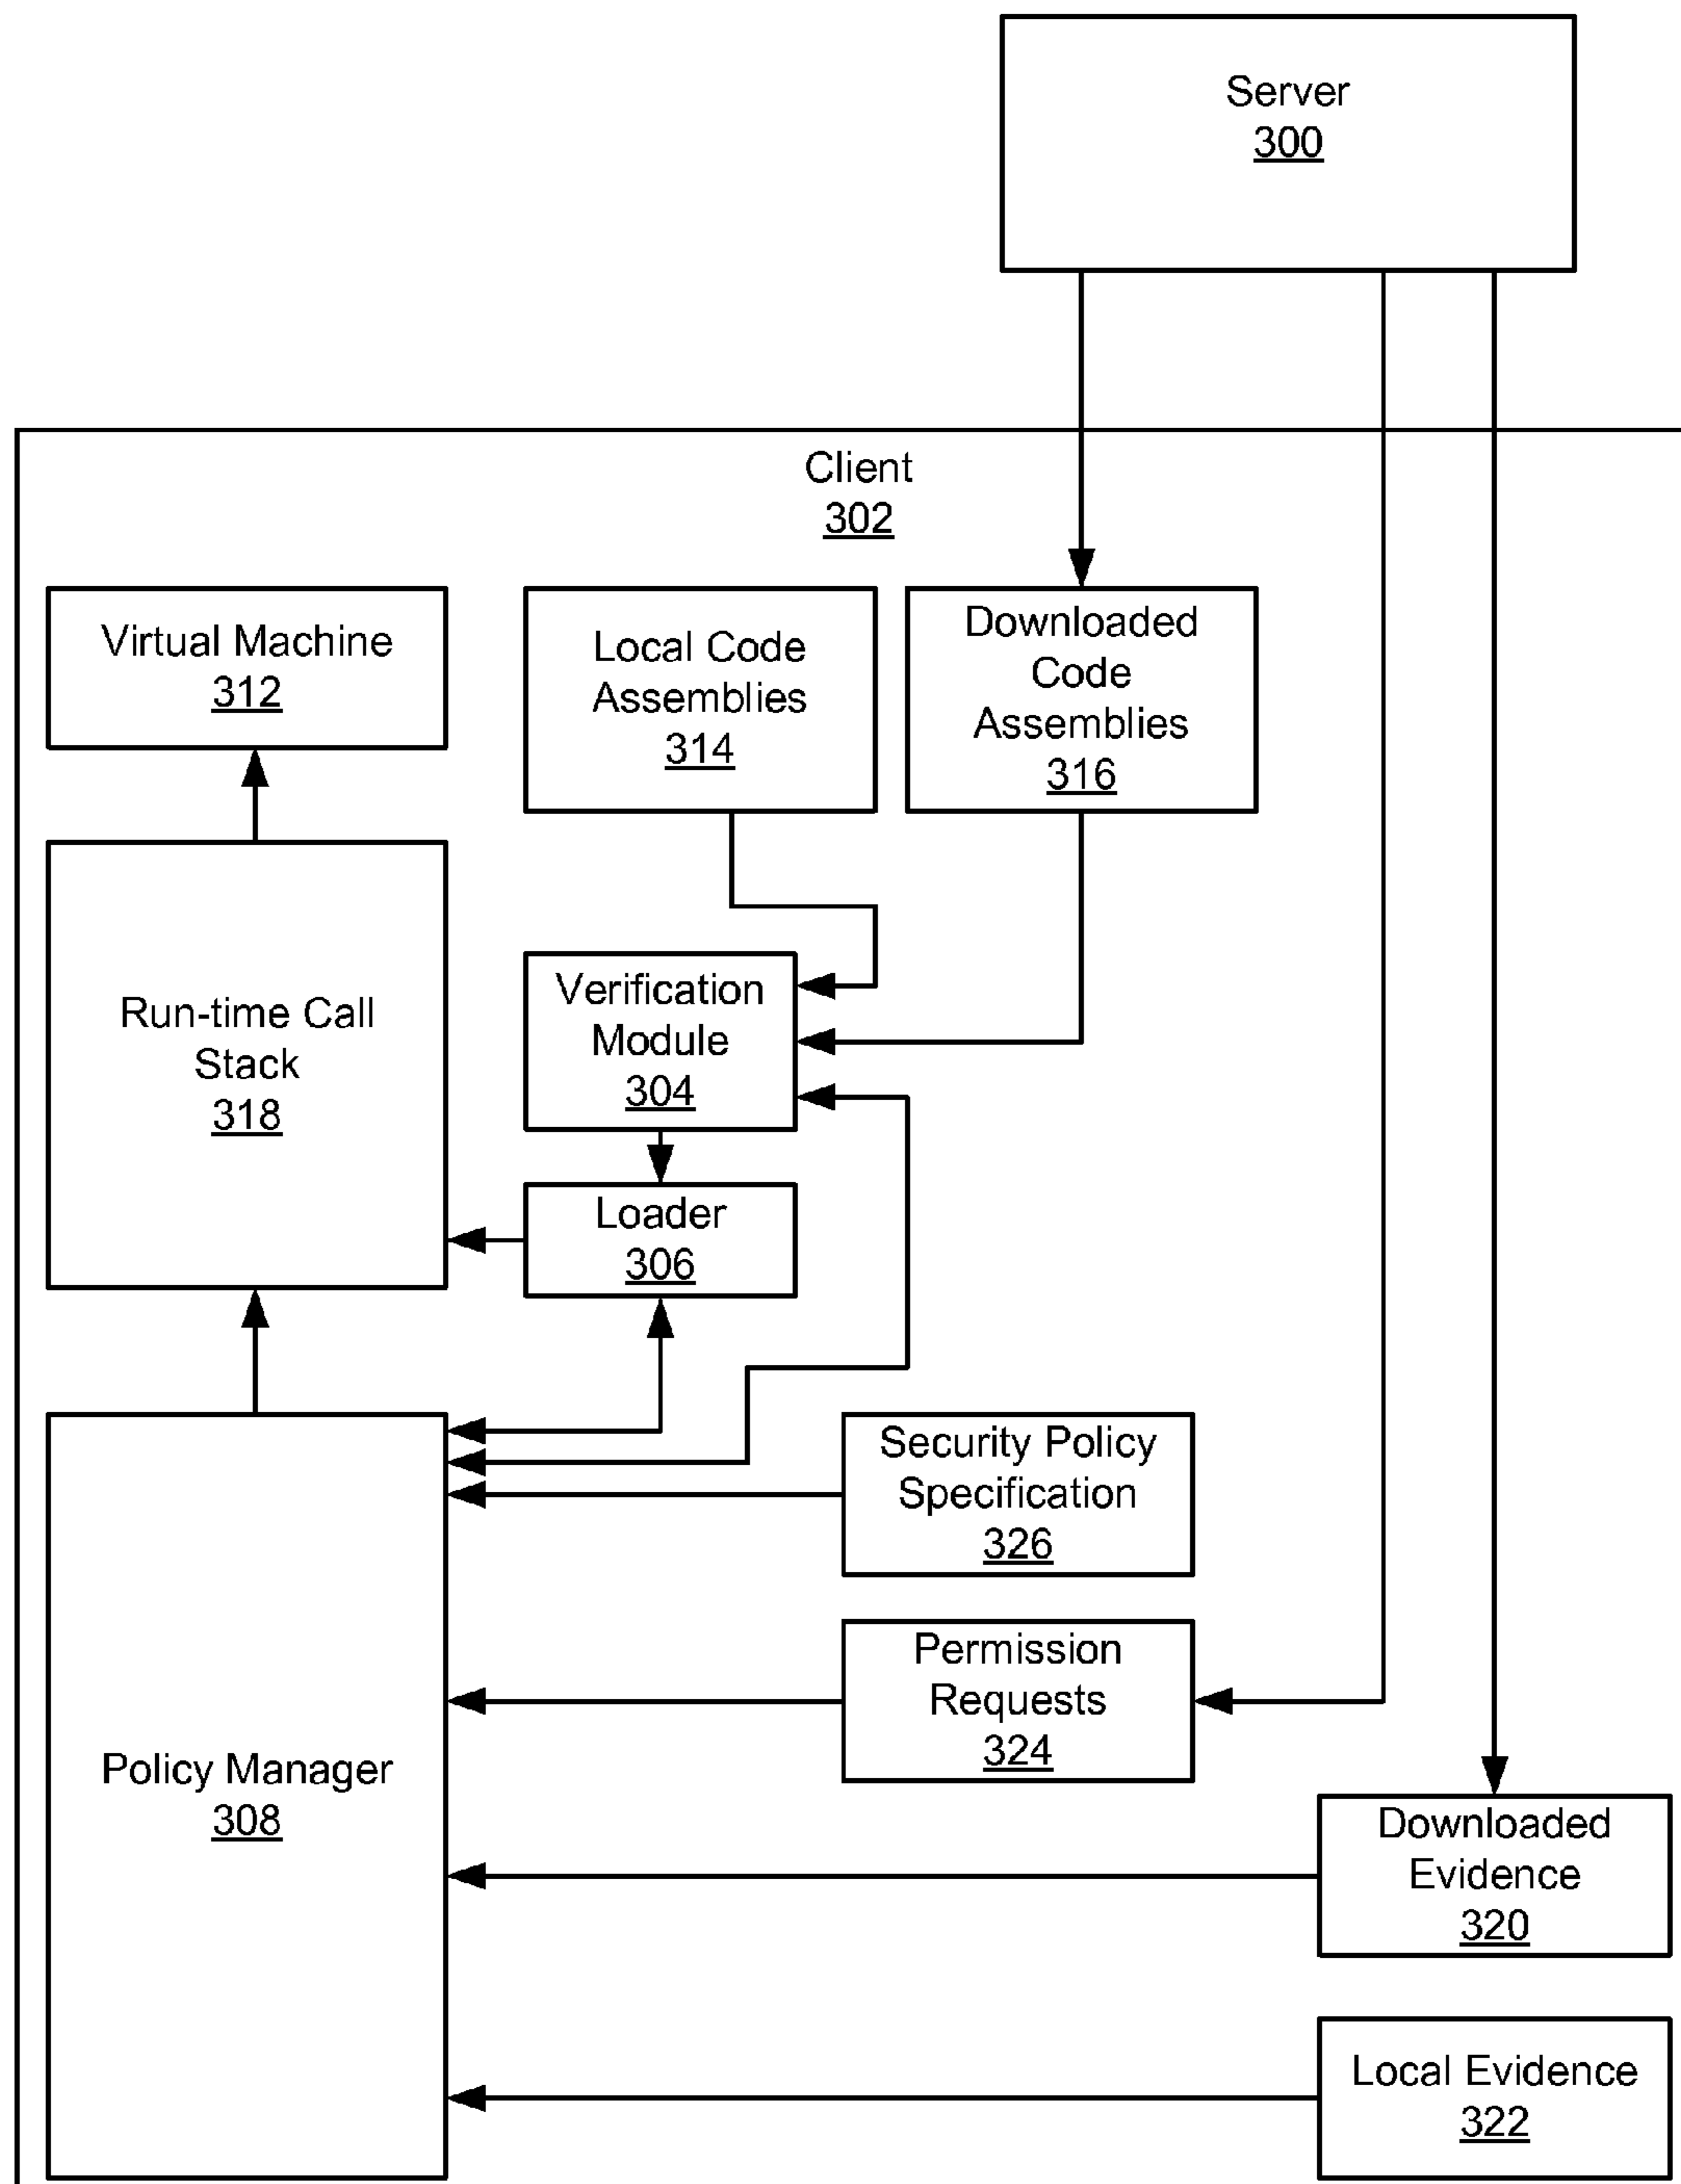 Server
300
Client
302
Virtual Machine
312
Local Code
Assemblies
314
Downloaded
Code
Assemblies
316
Run-time Call
Stack
318
Verification
Module
304
Loader
306
Security Policy
Specification
326
Permission
Requests
324
Policy Manager
308
Downloaded
Evidence
320
Local Evidence
322